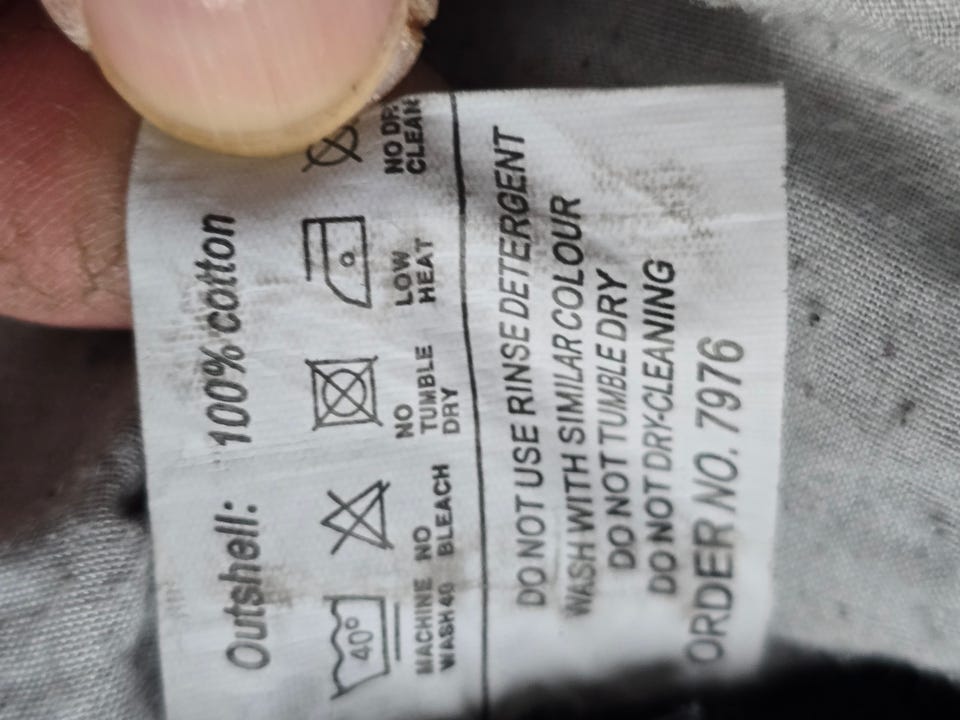 Outshell: 100% cotton
40°
MACHINE WASH 40
NO BLEACH
NO TUMBLE DRY
LOW HEAT
NO DRY CLEAN
DO NOT USE RINSE DETERGENT
WASH WITH SIMILAR COLOUR
DO NOT TUMBLE DRY
DO NOT DRY-CLEANING
ORDER NO. 7976